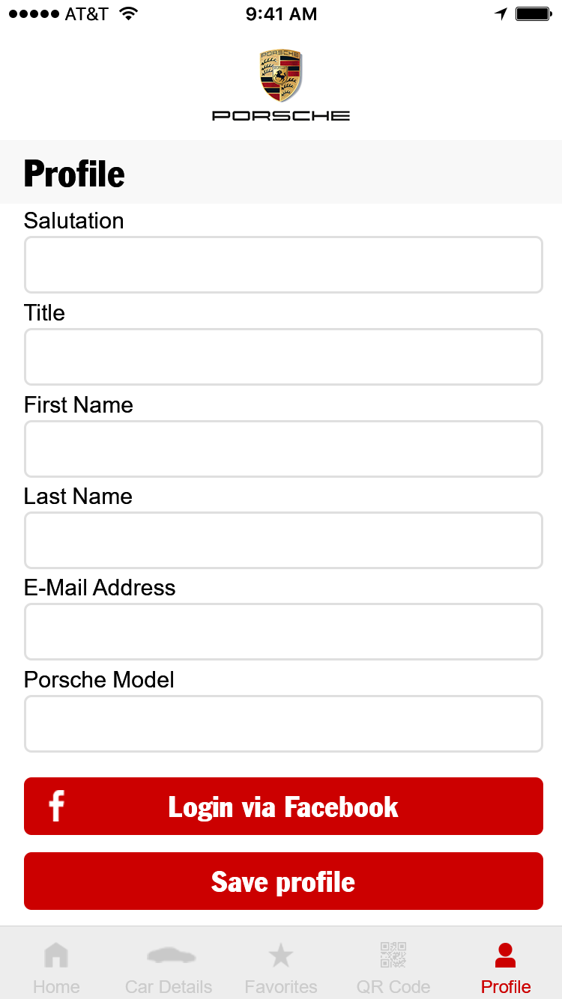 AT&T 9:41 AM
PORSCHE
PORSCHE
Profile
Salutation
Title
First Name
Last Name
E-Mail Address
Porsche Model
f Login via Facebook
Save profile
Home Car Details Favorites QR Code Profile